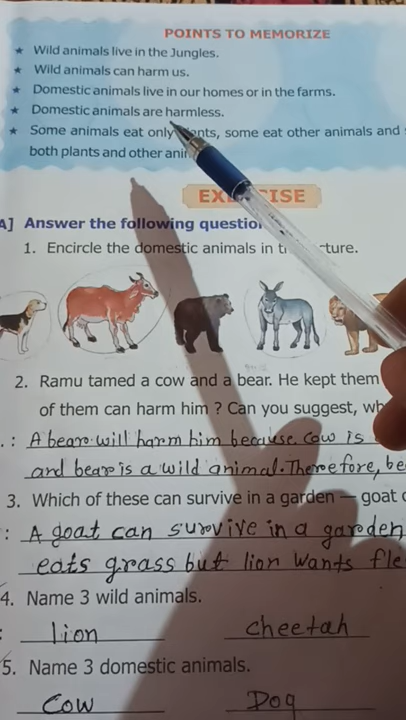 POINTS TO MEMORIZE
★ Wild animals live in the Jungles.
★ Wild animals can harm us.
★ Domestic animals live in our homes or in the farms.
★ Domestic animals are harmless.
★ Some animals eat only some eat other animals and
both plants and other
A] Answer the following
1. Encircle the domestic animals in
2. Ramu tamed a cow and a bear. He kept them
of them can harm him ? Can you suggest,
: A bear will harm him because cow is
and bear is a wild animal. Therefore,
3. Which of these can survive in a garden — goat
: A goat can survive in a garden
eats grass but lion wants
4. Name 3 wild animals.
: lion cheetah
5. Name 3 domestic animals.
Cow Dog